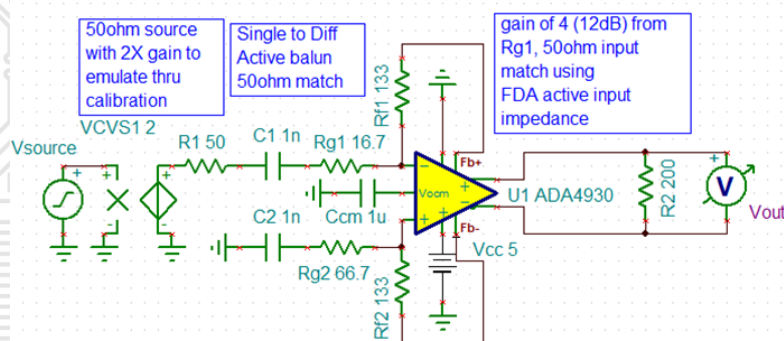 50ohm source
with 2X gain to
emulate thru
calibration
Single to Diff
Active balun
50ohm match
gain of 4 (12dB) from
Rg1, 50ohm input
match using
FDA active input
impedance
VCVS1 2
Vsource
R1 50
C1 1n
Rg1 16.7
Rf1 133
Fb+
Vocm
U1 ADA4930
R2 200
V
Vout
Ccm 1u
C2 1n
Fb-
Vcc 5
Rg2 66.7
Rf2 133